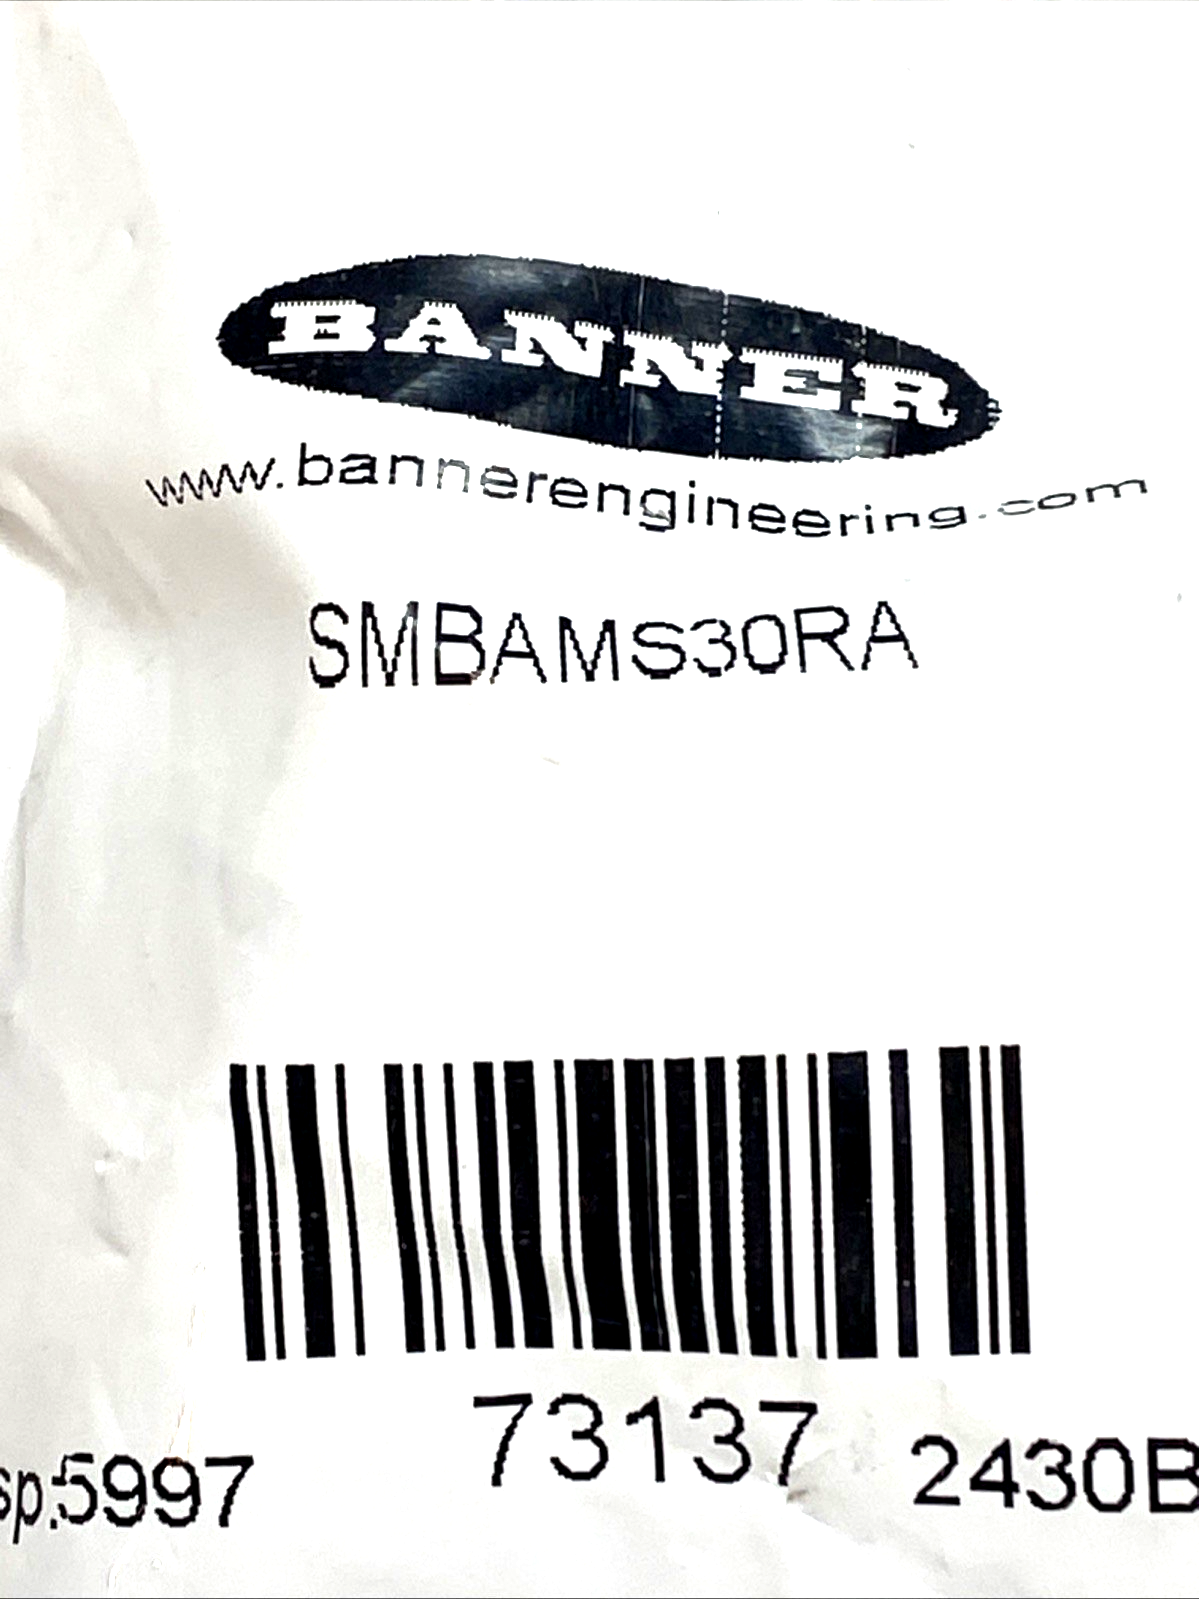 BANNER
www.bannerengineering.com
SMBAMS30RA
73137
sp:5997
2430B